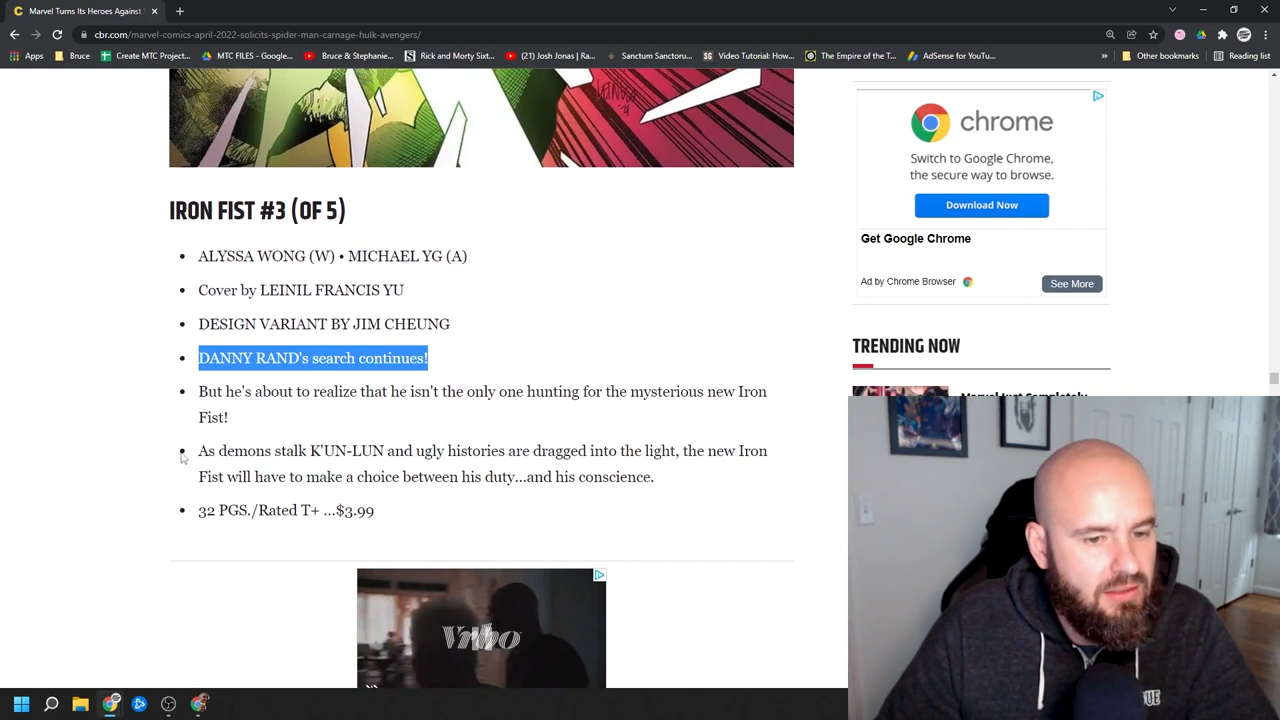 Marvel Turns Its Heroes Against
cbr.com/marvel-comics-april-2022-solicits-spider-man-carnage-hulk-avengers/
Apps
Bruce
Create MTC Project...
MTC FILES - Google...
Bruce & Stephanie...
Rick and Morty Sixt...
(21) Josh Jonas | Ra...
Sanctum Sanctoru...
Video Tutorial: How...
The Empire of the T...
AdSense for YouTu...
Other bookmarks
Reading list
IRON FIST #3 (OF 5)
ALYSSA WONG (W) • MICHAEL YG (A)
Cover by LEINIL FRANCIS YU
DESIGN VARIANT BY JIM CHEUNG
DANNY RAND's search continues!
But he's about to realize that he isn't the only one hunting for the mysterious new Iron
Fist!
As demons stalk K'UN-LUN and ugly histories are dragged into the light, the new Iron
Fist will have to make a choice between his duty...and his conscience.
32 PGS./Rated T+ ...$3.99
Vrbo
chrome
Switch to Google Chrome,
the secure way to browse.
Download Now
Get Google Chrome
Ad by Chrome Browser
See More
TRENDING NOW